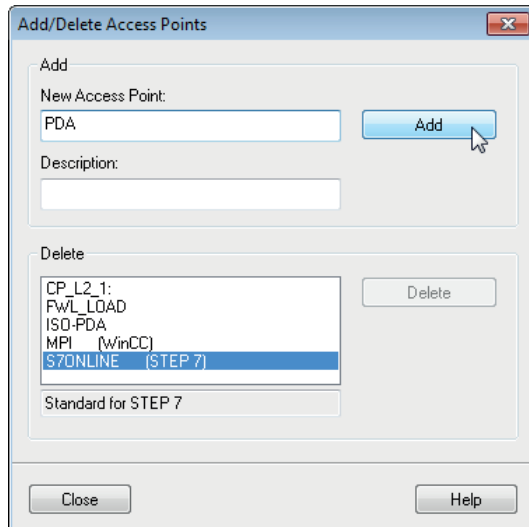 Add/Delete Access Points
Add
New Access Point:
PDA
Add
Description:
Delete
CP_L2_1:
FWL_LOAD
ISO-PDA
MPI (WinCC)
S7ONLINE (STEP 7)
Delete
Standard for STEP 7
Close
Help